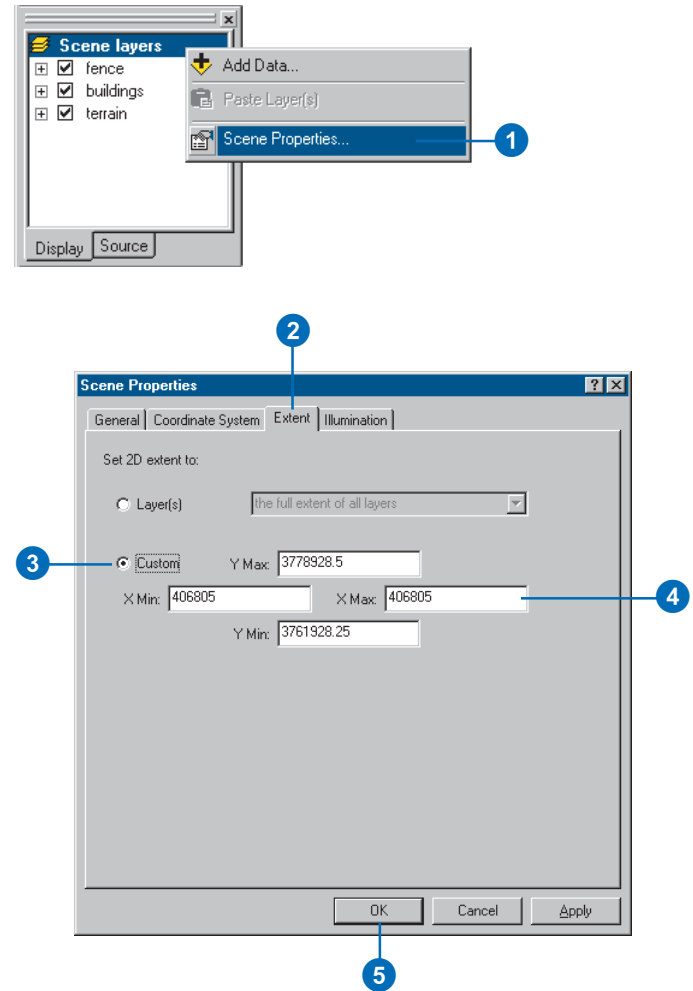 Scene layers
fence
buildings
terrain
Display Source
Add Data...
Paste Layer(s)
Scene Properties...
1
2
Scene Properties
General Coordinate System Extent Illumination
Set 2D extent to:
Layer(s) the full extent of all layers
3
Custom Y Max: 3778928.5
X Min: 406805 X Max: 406805
4
Y Min: 3761928.25
OK Cancel Apply
5